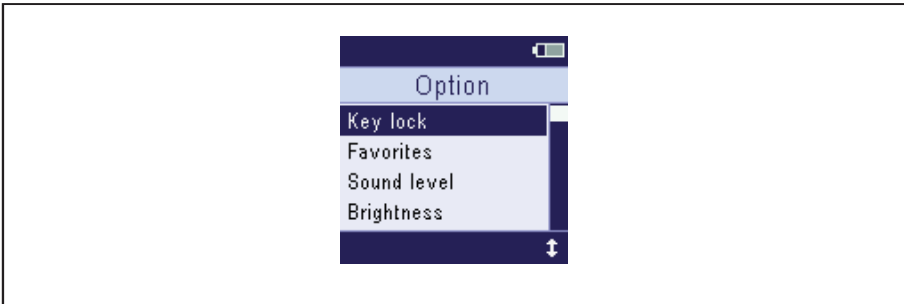 Option
Key lock
Favorites
Sound level
Brightness